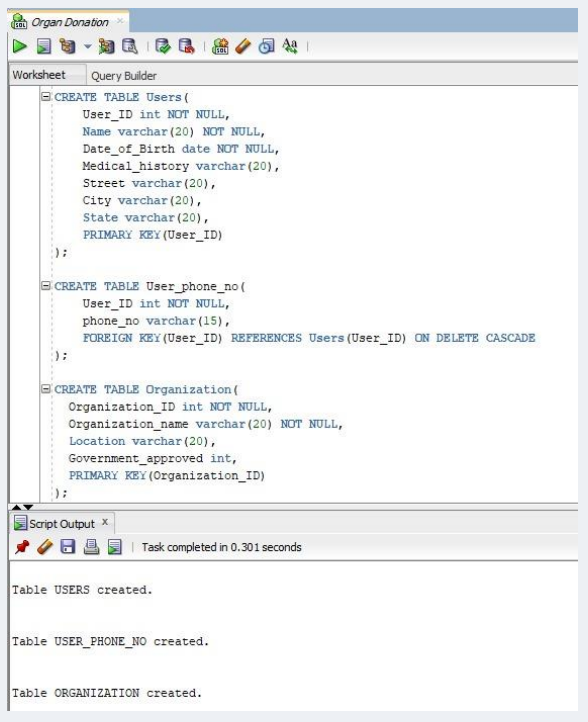 Organ Donation
Worksheet Query Builder
CREATE TABLE Users(
User_ID int NOT NULL,
Name varchar(20) NOT NULL,
Date_of_Birth date NOT NULL,
Medical_history varchar(20),
Street varchar(20),
City varchar(20),
State varchar(20),
PRIMARY KEY(User_ID)
);
CREATE TABLE User_phone_no(
User_ID int NOT NULL,
phone_no varchar(15),
FOREIGN KEY(User_ID) REFERENCES Users(User_ID) ON DELETE CASCADE
);
CREATE TABLE Organization(
Organization_ID int NOT NULL,
Organization_name varchar(20) NOT NULL,
Location varchar(20),
Government_approved int,
PRIMARY KEY(Organization_ID)
);
Script Output x
Task completed in 0.301 seconds
Table USERS created.
Table USER_PHONE_NO created.
Table ORGANIZATION created.